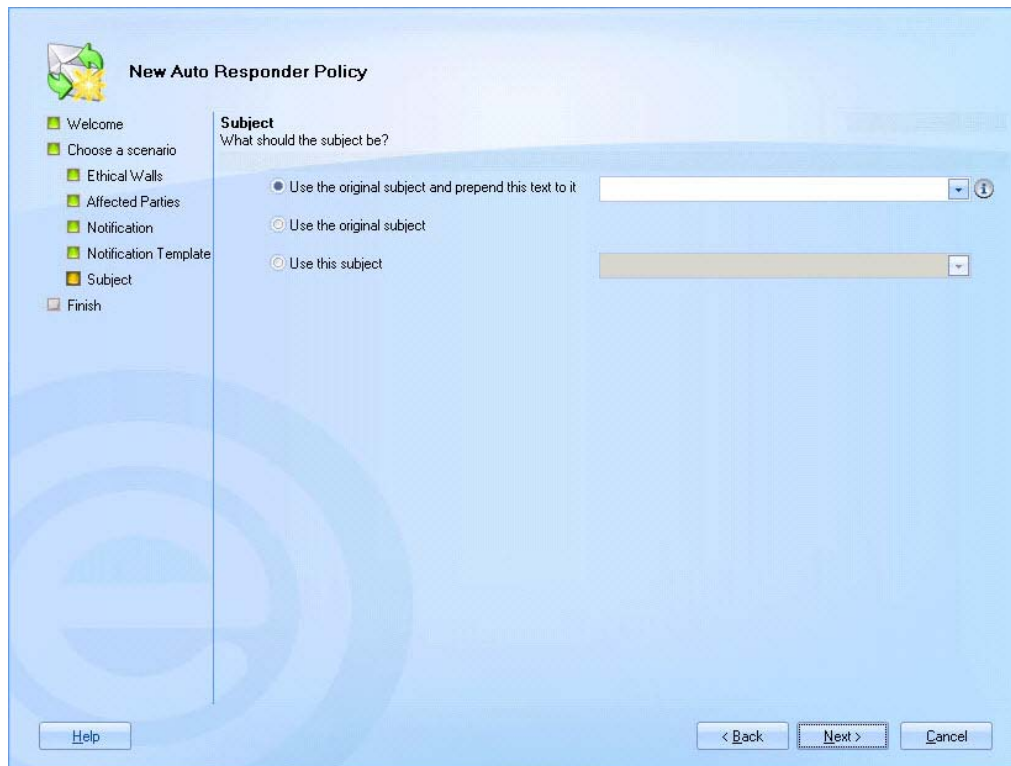 New Auto Responder Policy
Welcome
Choose a scenario
Ethical Walls
Affected Parties
Notification
Notification Template
Subject
Finish
Subject
What should the subject be?
Use the original subject and prepend this text to it
Use the original subject
Use this subject
Help
< Back
Next >
Cancel